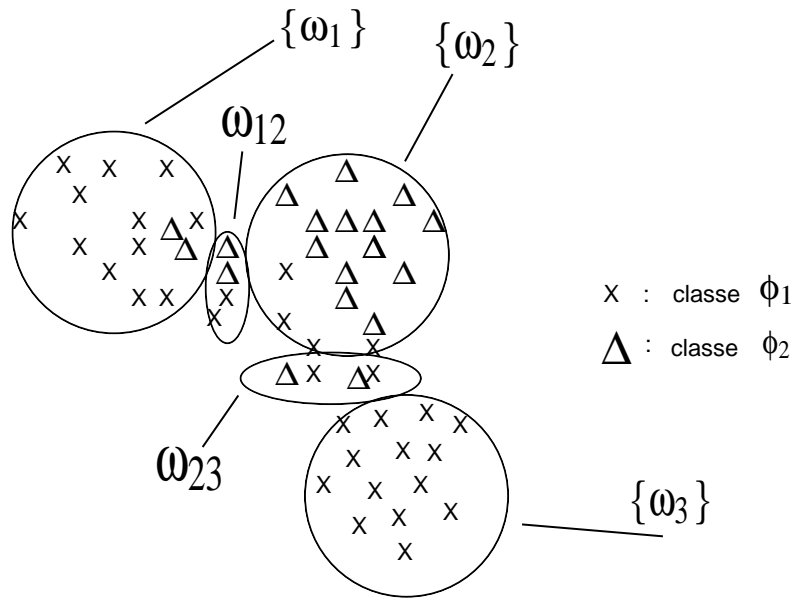 {ω1}
{ω2}
ω12
X : classe ϕ1
Δ : classe ϕ2
ω23
{ω3}